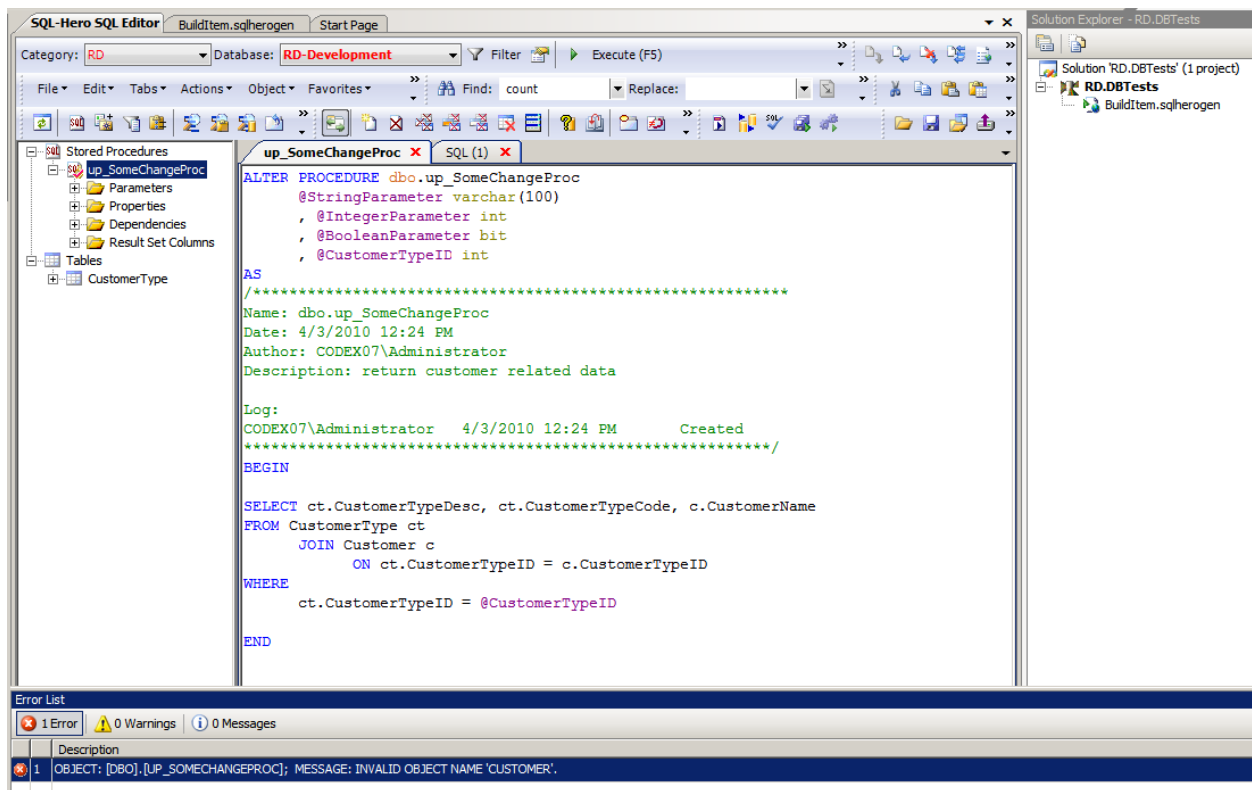 SQL-Hero SQL Editor BuildItem.sqlherogen Start Page
Solution Explorer - RD.DBTests
Category: RD Database: RD-Development Filter Execute (F5)
File Edit Tabs Actions Object Favorites Find: count Replace:
Solution 'RD.DBTests' (1 project)
RD.DBTests
BuildItem.sqlherogen
Stored Procedures
up_SomeChangeProc
Parameters
Properties
Dependencies
Result Set Columns
Tables
CustomerType
up_SomeChangeProc SQL (1)
ALTER PROCEDURE dbo.up_SomeChangeProc
@StringParameter varchar(100)
, @IntegerParameter int
, @BooleanParameter bit
, @CustomerTypeID int
AS
/***********************************************************
Name: dbo.up_SomeChangeProc
Date: 4/3/2010 12:24 PM
Author: CODEX07\Administrator
Description: return customer related data
Log:
CODEX07\Administrator 4/3/2010 12:24 PM Created
**********************************************************/
BEGIN
SELECT ct.CustomerTypeDesc, ct.CustomerTypeCode, c.CustomerName
FROM CustomerType ct
JOIN Customer c
ON ct.CustomerTypeID = c.CustomerTypeID
WHERE
ct.CustomerTypeID = @CustomerTypeID
END
Error List
1 Error 0 Warnings 0 Messages
Description
1 OBJECT: [DBO].[UP_SOMECHANGEPROC]; MESSAGE: INVALID OBJECT NAME 'CUSTOMER'.